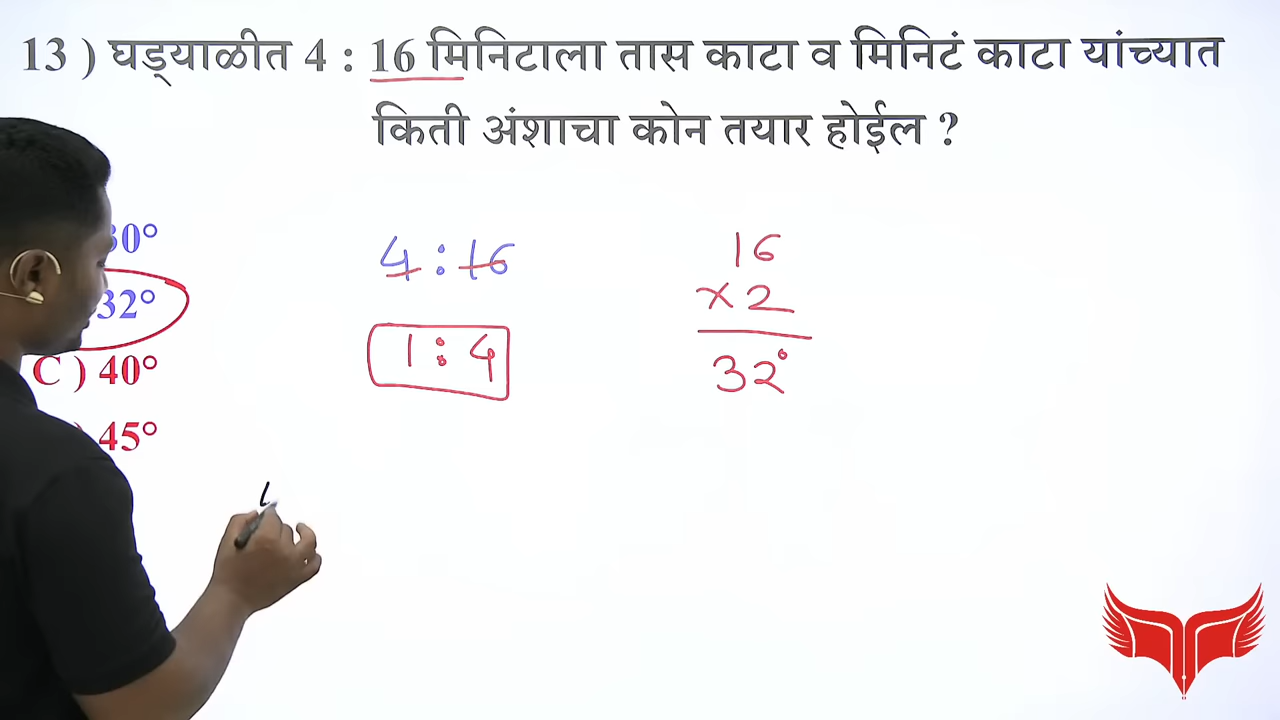 13 ) घड्याळीत 4 : 16 मिनिटाला तास काटा व मिनिटं काटा यांच्यात
किती अंशाचा कोन तयार होईल ?
30°
32°
C ) 40°
) 45°
4 : 16
1 : 4
16
× 2
32°